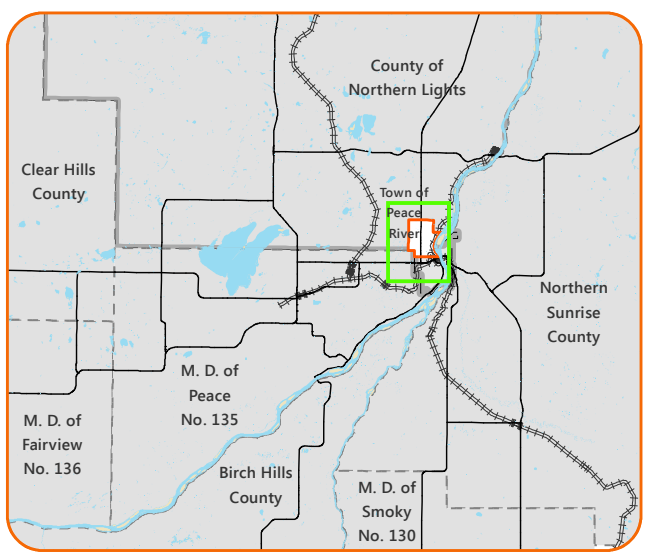 County of
Northern Lights
Clear Hills
County
Town of
Peace
River
Northern
Sunrise
County
M. D. of
Peace
No. 135
M. D. of
Fairview
No. 136
Birch Hills
County
M. D. of
Smoky
No. 130